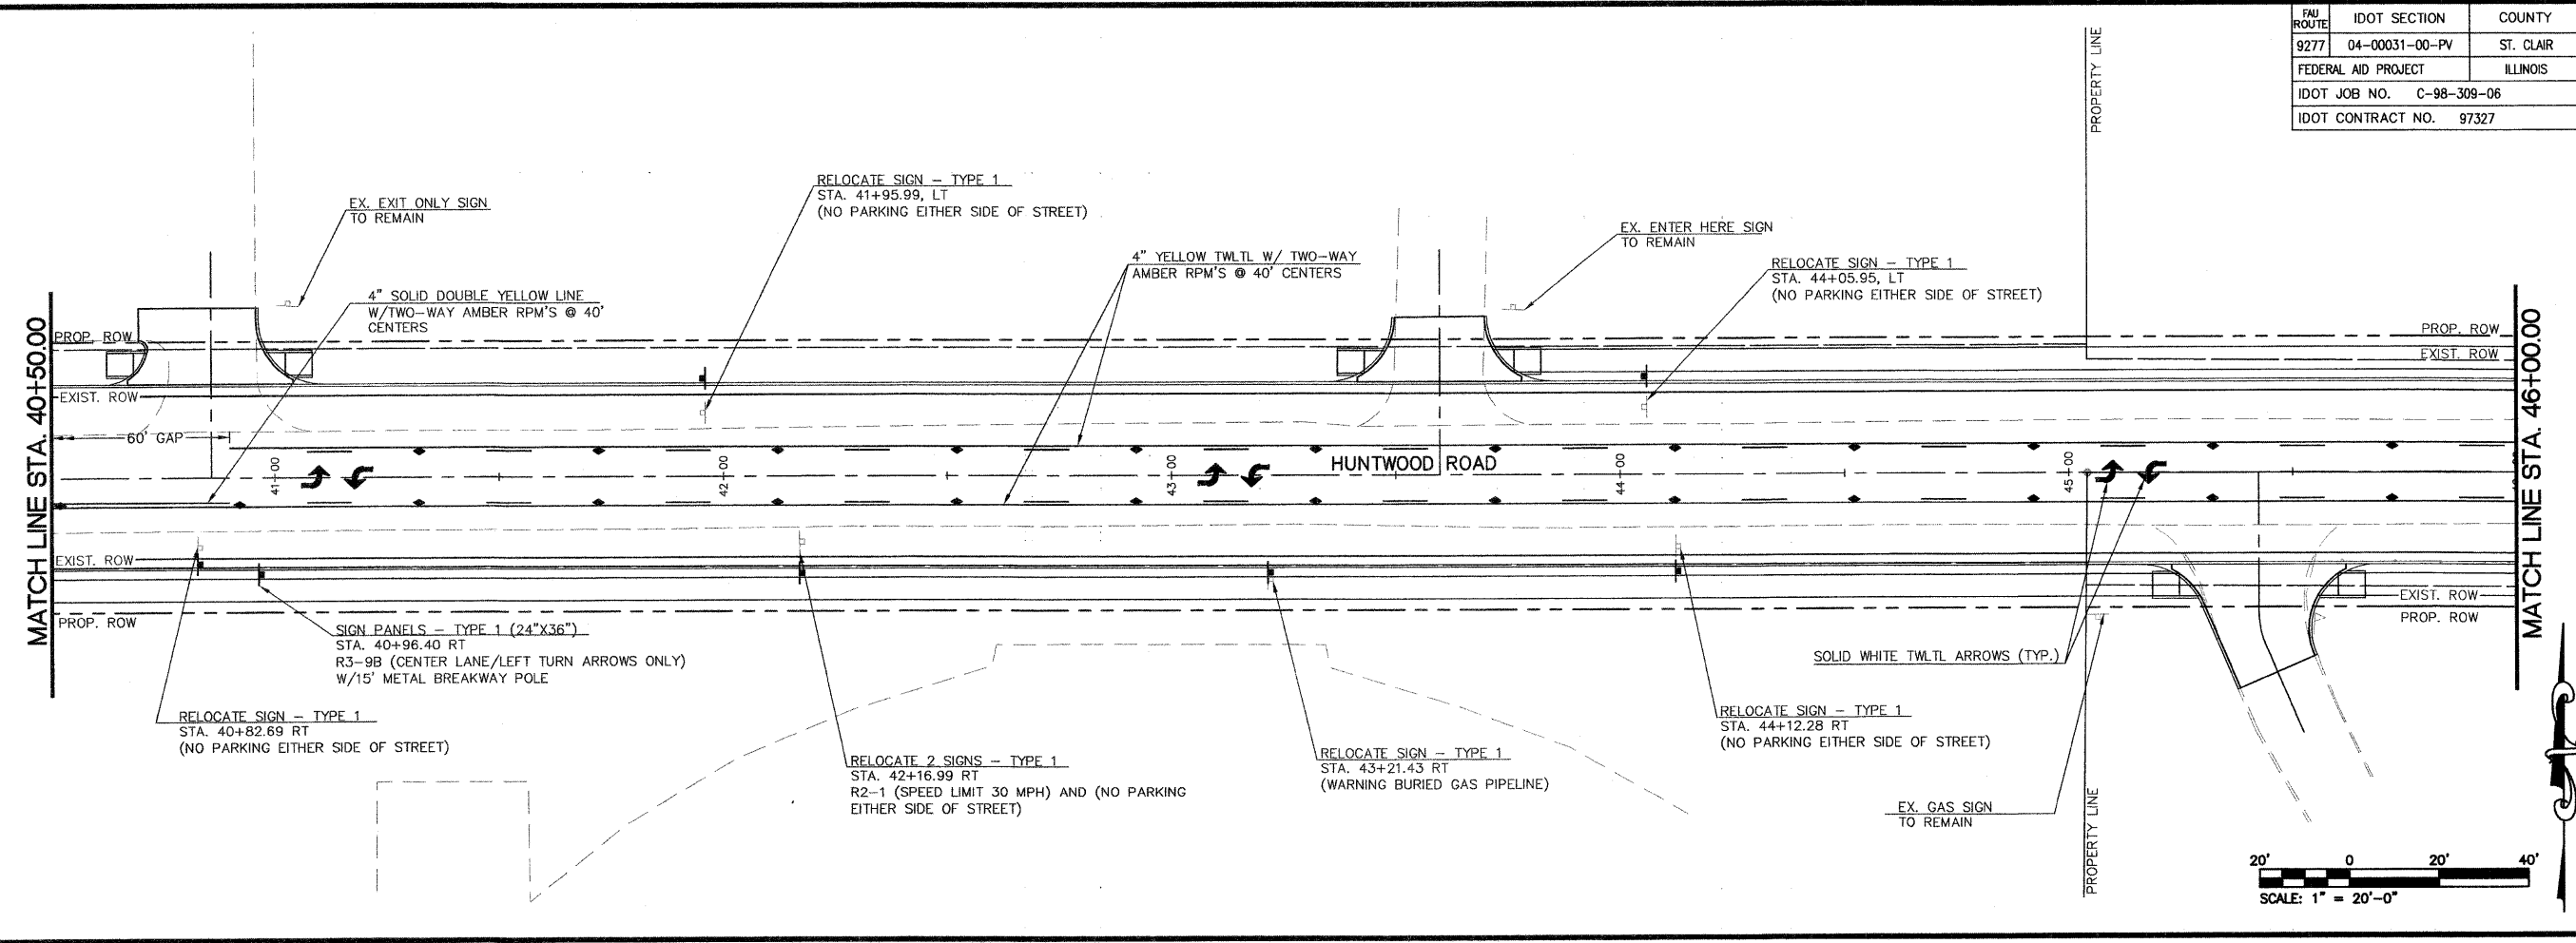 FAU ROUTE
IDOT SECTION
COUNTY
9277
04-00031-00-PV
ST. CLAIR
FEDERAL AID PROJECT
ILLINOIS
IDOT JOB NO. C-98-309-06
IDOT CONTRACT NO. 97327
PROPERTY LINE
RELOCATE SIGN - TYPE 1
STA. 41+95.99, LT
(NO PARKING EITHER SIDE OF STREET)
EX. EXIT ONLY SIGN
TO REMAIN
EX. ENTER HERE SIGN
TO REMAIN
4" YELLOW TWLTL W/ TWO-WAY
AMBER RPM'S @ 40' CENTERS
RELOCATE SIGN - TYPE 1
STA. 44+05.95, LT
(NO PARKING EITHER SIDE OF STREET)
4" SOLID DOUBLE YELLOW LINE
W/TWO-WAY AMBER RPM'S @ 40'
CENTERS
MATCH LINE STA. 40+50.00
MATCH LINE STA. 46+00.00
PROP. ROW
PROP. ROW
EXIST. ROW
EXIST. ROW
60' GAP
HUNTWOOD ROAD
41+00
42+00
43+00
44+00
45+00
EXIST. ROW
PROP. ROW
EXIST. ROW
PROP. ROW
SIGN PANELS - TYPE 1 (24"X36")
STA. 40+96.40 RT
R3-9B (CENTER LANE/LEFT TURN ARROWS ONLY)
W/15' METAL BREAKWAY POLE
SOLID WHITE TWLTL ARROWS (TYP.)
RELOCATE SIGN - TYPE 1
STA. 40+82.69 RT
(NO PARKING EITHER SIDE OF STREET)
RELOCATE SIGN - TYPE 1
STA. 44+12.28 RT
(NO PARKING EITHER SIDE OF STREET)
RELOCATE 2 SIGNS - TYPE 1
STA. 42+16.99 RT
R2-1 (SPEED LIMIT 30 MPH) AND (NO PARKING
EITHER SIDE OF STREET)
RELOCATE SIGN - TYPE 1
STA. 43+21.43 RT
(WARNING BURIED GAS PIPELINE)
EX. GAS SIGN
TO REMAIN
PROPERTY LINE
20' 0 20' 40'
SCALE: 1" = 20'-0"